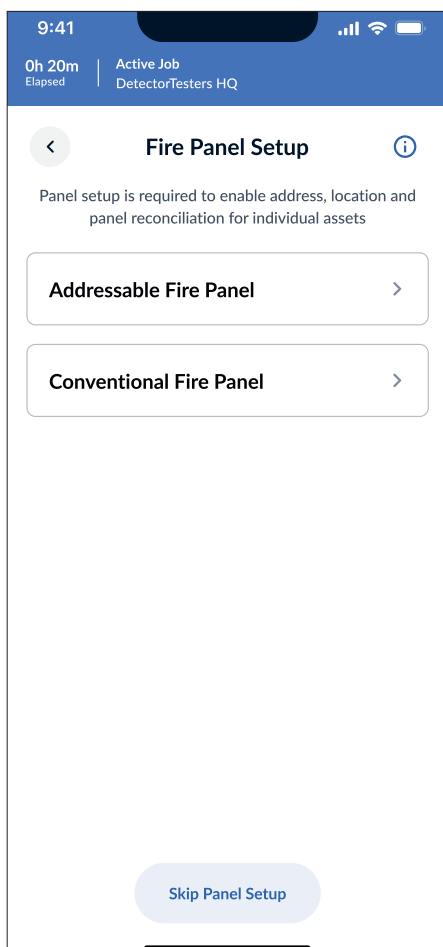 9:41
0h 20m
Elapsed
Active Job
DetectorTesters HQ
Fire Panel Setup
Panel setup is required to enable address, location and
panel reconciliation for individual assets
Addressable Fire Panel
Conventional Fire Panel
Skip Panel Setup